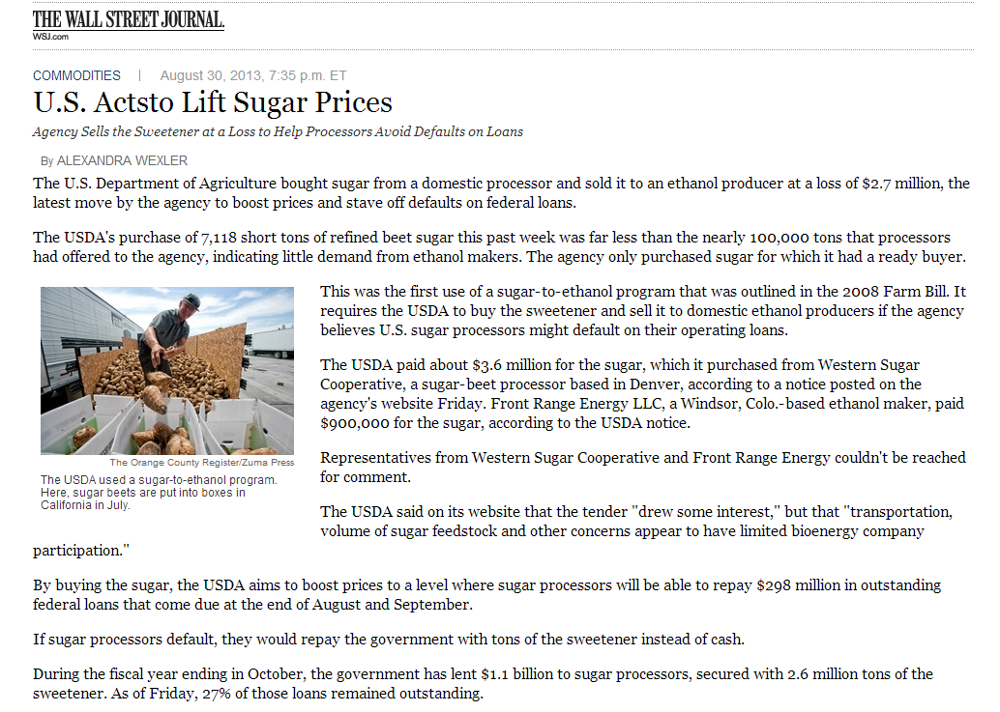 THE WALL STREET JOURNAL.
WSJ.com
COMMODITIES | August 30, 2013, 7:35 p.m. ET
U.S. Actsto Lift Sugar Prices
Agency Sells the Sweetener at a Loss to Help Processors Avoid Defaults on Loans
By ALEXANDRA WEXLER
The U.S. Department of Agriculture bought sugar from a domestic processor and sold it to an ethanol producer at a loss of $2.7 million, the
latest move by the agency to boost prices and stave off defaults on federal loans.
The USDA's purchase of 7,118 short tons of refined beet sugar this past week was far less than the nearly 100,000 tons that processors
had offered to the agency, indicating little demand from ethanol makers. The agency only purchased sugar for which it had a ready buyer.
The Orange County Register/Zuma Press
The USDA used a sugar-to-ethanol program.
Here, sugar beets are put into boxes in
California in July.
This was the first use of a sugar-to-ethanol program that was outlined in the 2008 Farm Bill. It
requires the USDA to buy the sweetener and sell it to domestic ethanol producers if the agency
believes U.S. sugar processors might default on their operating loans.
The USDA paid about $3.6 million for the sugar, which it purchased from Western Sugar
Cooperative, a sugar-beet processor based in Denver, according to a notice posted on the
agency's website Friday. Front Range Energy LLC, a Windsor, Colo.-based ethanol maker, paid
$900,000 for the sugar, according to the USDA notice.
Representatives from Western Sugar Cooperative and Front Range Energy couldn't be reached
for comment.
The USDA said on its website that the tender "drew some interest," but that "transportation,
volume of sugar feedstock and other concerns appear to have limited bioenergy company
participation."
By buying the sugar, the USDA aims to boost prices to a level where sugar processors will be able to repay $298 million in outstanding
federal loans that come due at the end of August and September.
If sugar processors default, they would repay the government with tons of the sweetener instead of cash.
During the fiscal year ending in October, the government has lent $1.1 billion to sugar processors, secured with 2.6 million tons of the
sweetener. As of Friday, 27% of those loans remained outstanding.